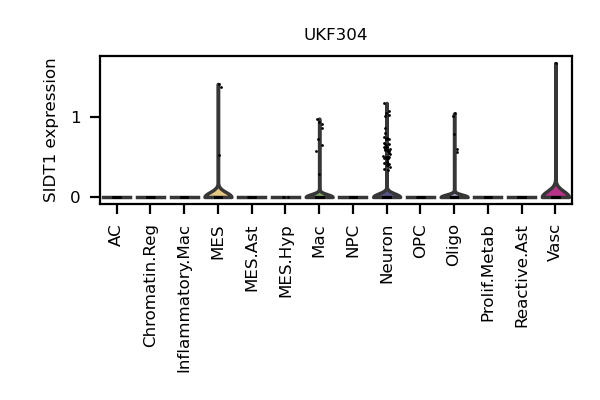 UKF304
SIDT1 expression
1
0
AC
Chromatin.Reg
Inflammatory.Mac
MES
MES.Ast
MES.Hyp
Mac
NPC
Neuron
OPC
Oligo
Prolif.Metab
Reactive.Ast
Vasc